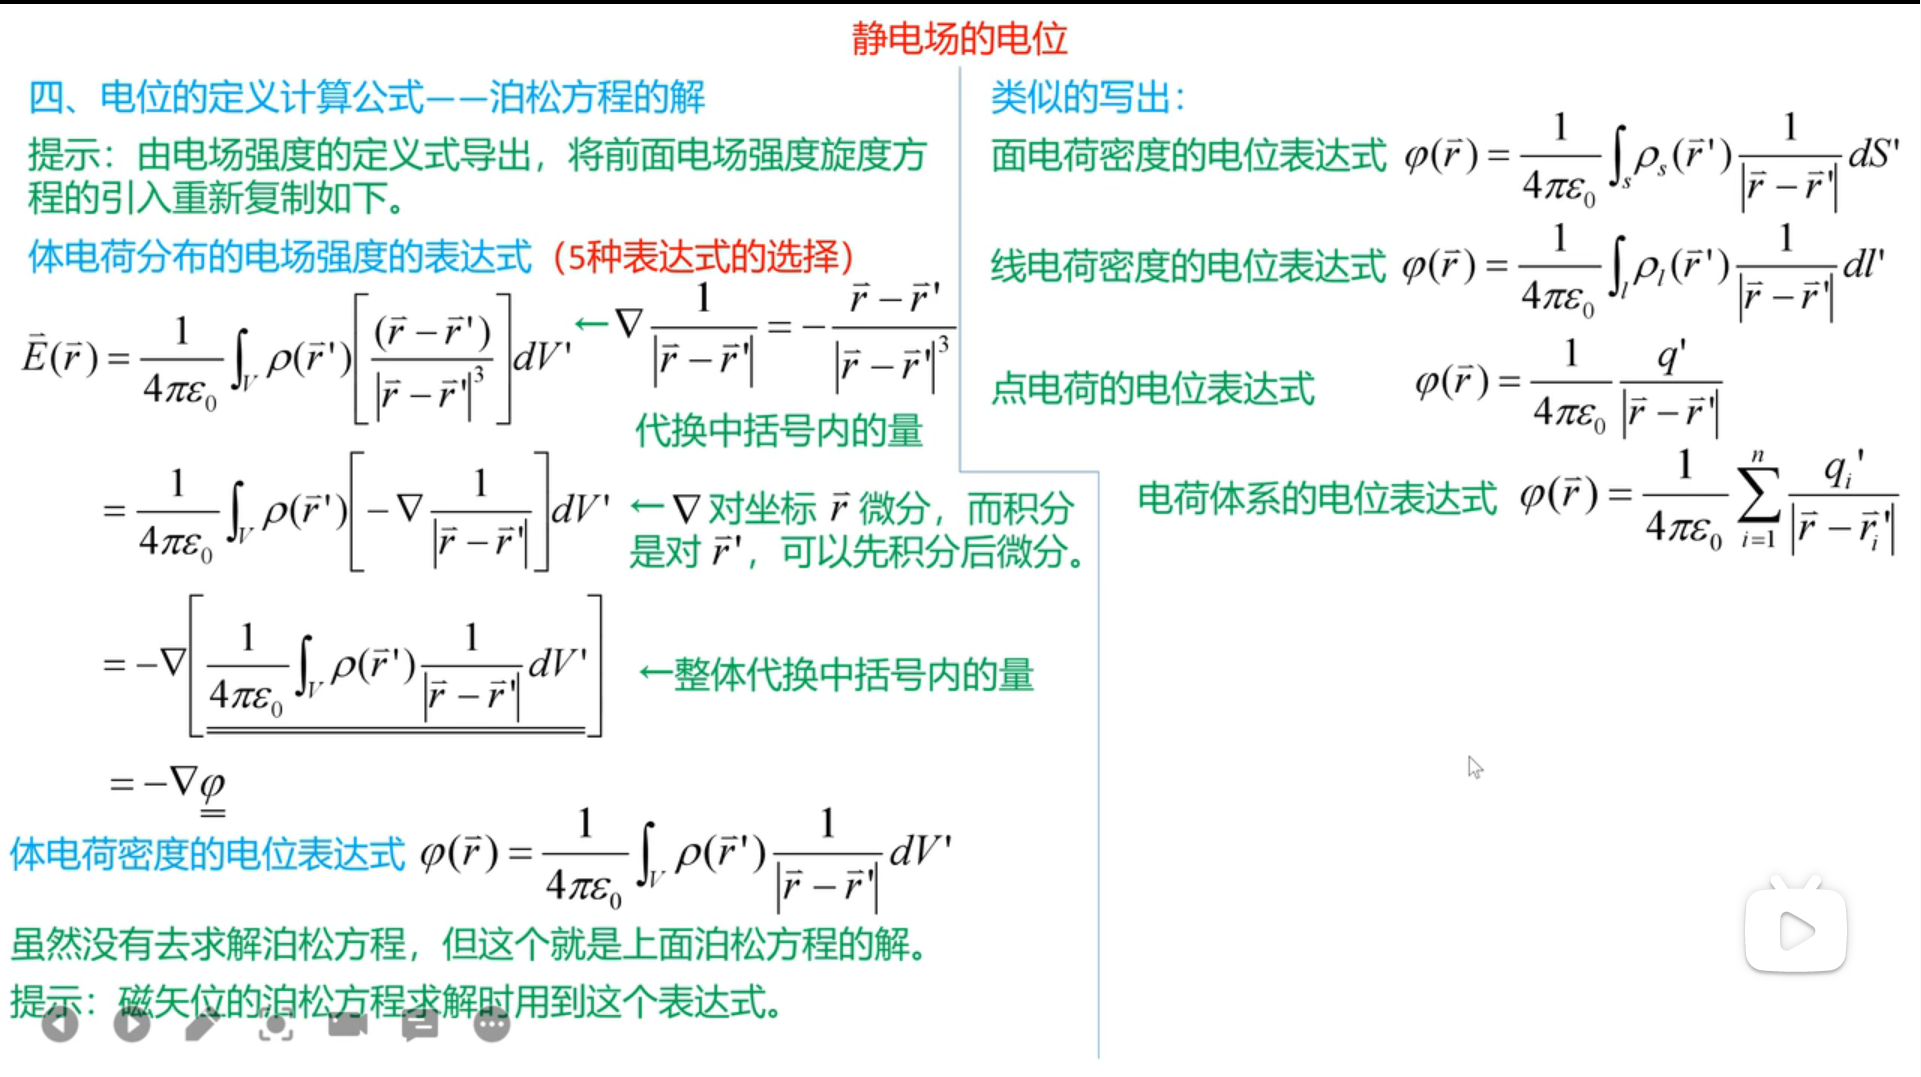 静电场的电位
四、电位的定义计算公式——泊松方程的解
提示：由电场强度的定义式导出，将前面电场强度旋度方
程的引入重新复制如下。
体电荷分布的电场强度的表达式（5种表达式的选择）
$\vec{E}(\vec{r}) = \frac{1}{4\pi\varepsilon_0}\int_V \rho(\vec{r}')\left[\frac{(\vec{r}-\vec{r}')}{|\vec{r}-\vec{r}'|^3}\right]dV'$ ←$\nabla\frac{1}{|\vec{r}-\vec{r}'|} = -\frac{\vec{r}-\vec{r}'}{|\vec{r}-\vec{r}'|^3}$
代换中括号内的量
$= \frac{1}{4\pi\varepsilon_0}\int_V \rho(\vec{r}')\left[-\nabla\frac{1}{|\vec{r}-\vec{r}'|}\right]dV'$ ←$\nabla$对坐标 $\vec{r}$ 微分，而积分
是对 $\vec{r}'$，可以先积分后微分。
$= -\nabla\left[\frac{1}{4\pi\varepsilon_0}\int_V \rho(\vec{r}')\frac{1}{|\vec{r}-\vec{r}'|}dV'\right]$ ←整体代换中括号内的量
$= -\nabla\varphi$
体电荷密度的电位表达式 $\varphi(\vec{r}) = \frac{1}{4\pi\varepsilon_0}\int_V \rho(\vec{r}')\frac{1}{|\vec{r}-\vec{r}'|}dV'$
虽然没有去求解泊松方程，但这个就是上面泊松方程的解。
提示：磁矢位的泊松方程求解时用到这个表达式。
类似的写出：
面电荷密度的电位表达式 $\varphi(\vec{r}) = \frac{1}{4\pi\varepsilon_0}\int_s \rho_s(\vec{r}')\frac{1}{|\vec{r}-\vec{r}'|}dS'$
线电荷密度的电位表达式 $\varphi(\vec{r}) = \frac{1}{4\pi\varepsilon_0}\int_l \rho_l(\vec{r}')\frac{1}{|\vec{r}-\vec{r}'|}dl'$
点电荷的电位表达式 $\varphi(\vec{r}) = \frac{1}{4\pi\varepsilon_0}\frac{q'}{|\vec{r}-\vec{r}'|}$
电荷体系的电位表达式 $\varphi(\vec{r}) = \frac{1}{4\pi\varepsilon_0}\sum_{i=1}^{n}\frac{q_i'}{|\vec{r}-\vec{r}_i'|}$